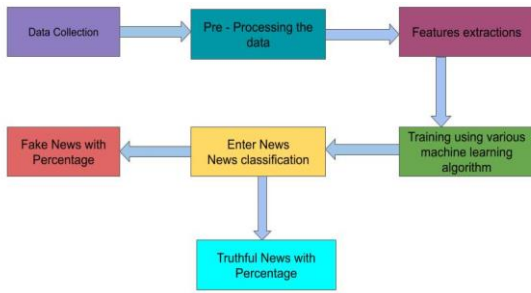 Data Collection
Pre - Processing the
data
Features extractions
Fake News with
Percentage
Enter News
News classification
Training using various
machine learning
algorithm
Truthful News with
Percentage